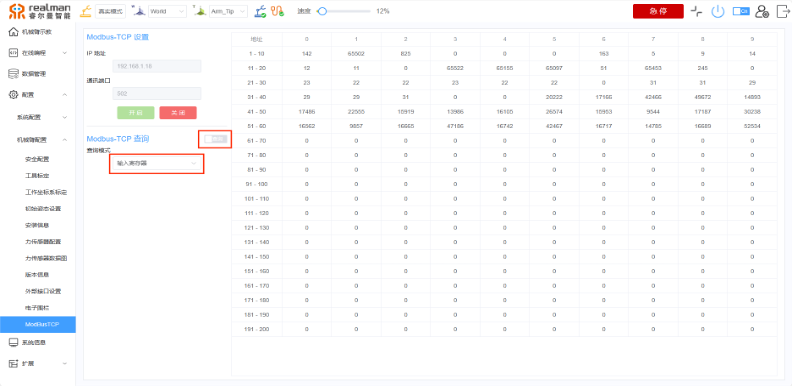 realman
睿尔曼智能
真实模式
World
Arm_Tip
速度
12%
急停
机械臂示教
在线编程
数据管理
配置
系统配置
机械臂配置
安全配置
工具标定
工作坐标系标定
初始姿态设置
安装信息
力传感器配置
力传感器数据图
版本信息
外部接口设置
电子围栏
ModBusTCP
系统信息
扩展
Modbus-TCP 设置
IP 地址
192.168.1.18
通讯端口
502
开启 关闭
Modbus-TCP 查询
查询模式
输入寄存器
地址 0 1 2 3 4 5 6 7 8 9
1 - 10 142 65502 825 0 0 0 163 5 9 14
11 - 20 12 11 0 65522 65155 65097 51 65493 245 0
21 - 30 23 22 22 23 22 22 0 31 31 29
31 - 40 29 29 31 0 0 20222 17186 42466 49672 14893
41 - 50 17486 22505 10919 13986 16105 26574 10953 9544 17187 30238
51 - 60 16562 9857 16665 47186 16742 42467 16717 14785 16689 52554
61 - 70 0 0 0 0 0 0 0 0 0 0
71 - 80 0 0 0 0 0 0 0 0 0 0
81 - 90 0 0 0 0 0 0 0 0 0 0
91 - 100 0 0 0 0 0 0 0 0 0 0
101 - 110 0 0 0 0 0 0 0 0 0 0
111 - 120 0 0 0 0 0 0 0 0 0 0
121 - 130 0 0 0 0 0 0 0 0 0 0
131 - 140 0 0 0 0 0 0 0 0 0 0
141 - 150 0 0 0 0 0 0 0 0 0 0
151 - 160 0 0 0 0 0 0 0 0 0 0
161 - 170 0 0 0 0 0 0 0 0 0 0
171 - 180 0 0 0 0 0 0 0 0 0 0
181 - 190 0 0 0 0 0 0 0 0 0 0
191 - 200 0 0 0 0 0 0 0 0 0 0